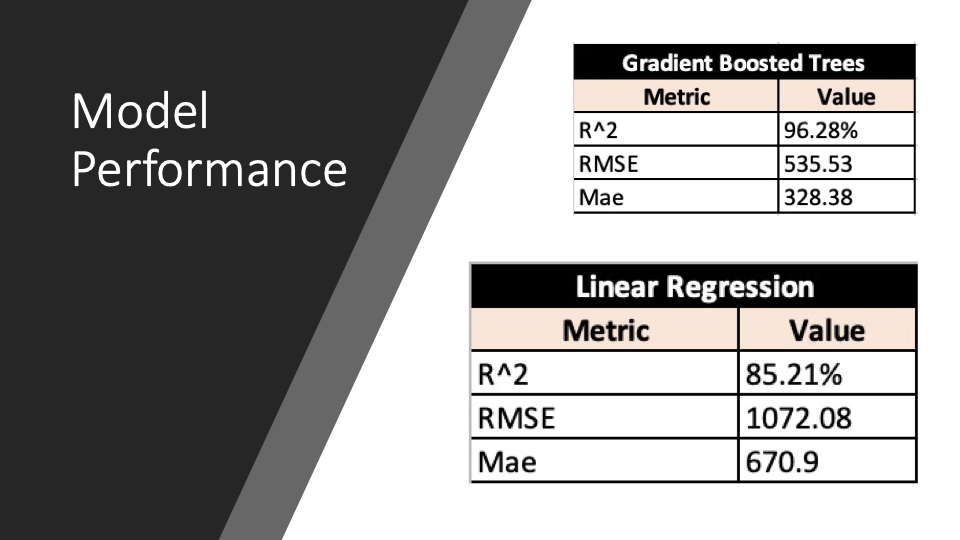 Model
Performance
Gradient Boosted Trees
Metric Value
R^2 96.28%
RMSE 535.53
Mae 328.38
Linear Regression
Metric Value
R^2 85.21%
RMSE 1072.08
Mae 670.9